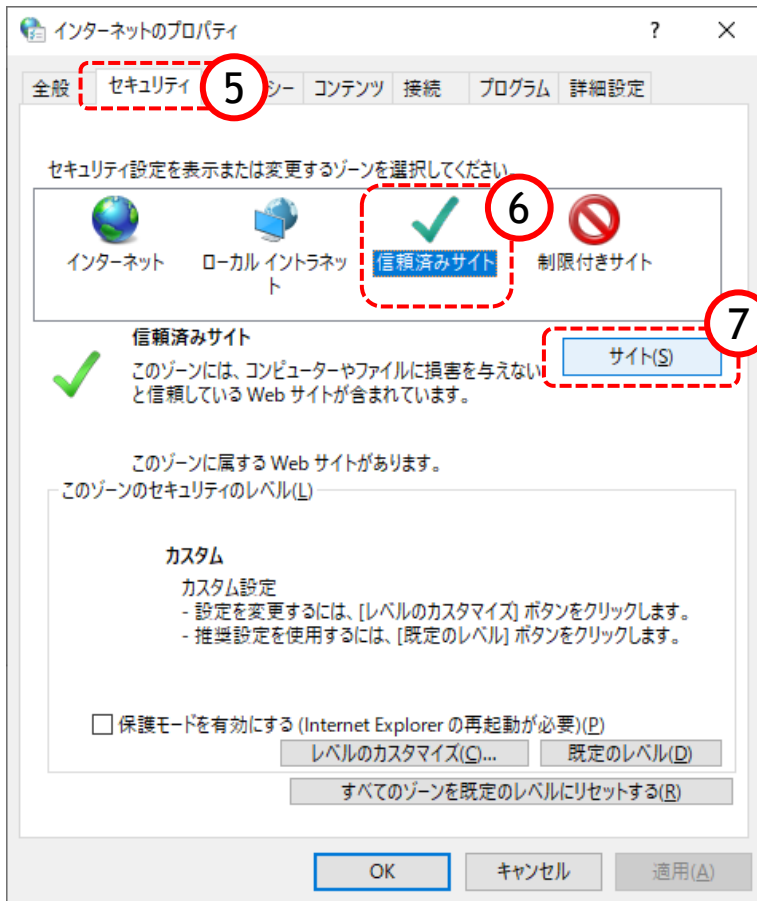 インターネットのプロパティ
?
全般 セキュリティ 5 シー コンテンツ 接続 プログラム 詳細設定
セキュリティ設定を表示または変更するゾーンを選択してください。
6
インターネット
ローカル イントラネッ
ト
信頼済みサイト
制限付きサイト
7
信頼済みサイト
サイト(S)
このゾーンには、コンピューターやファイルに損害を与えない
と信頼している Web サイトが含まれています。
このゾーンに属する Web サイトがあります。
このゾーンのセキュリティのレベル(L)
カスタム
カスタム設定
- 設定を変更するには、[レベルのカスタマイズ] ボタンをクリックします。
- 推奨設定を使用するには、[既定のレベル] ボタンをクリックします。
保護モードを有効にする (Internet Explorer の再起動が必要)(P)
レベルのカスタマイズ(C)... 既定のレベル(D)
すべてのゾーンを既定のレベルにリセットする(R)
OK キャンセル 適用(A)